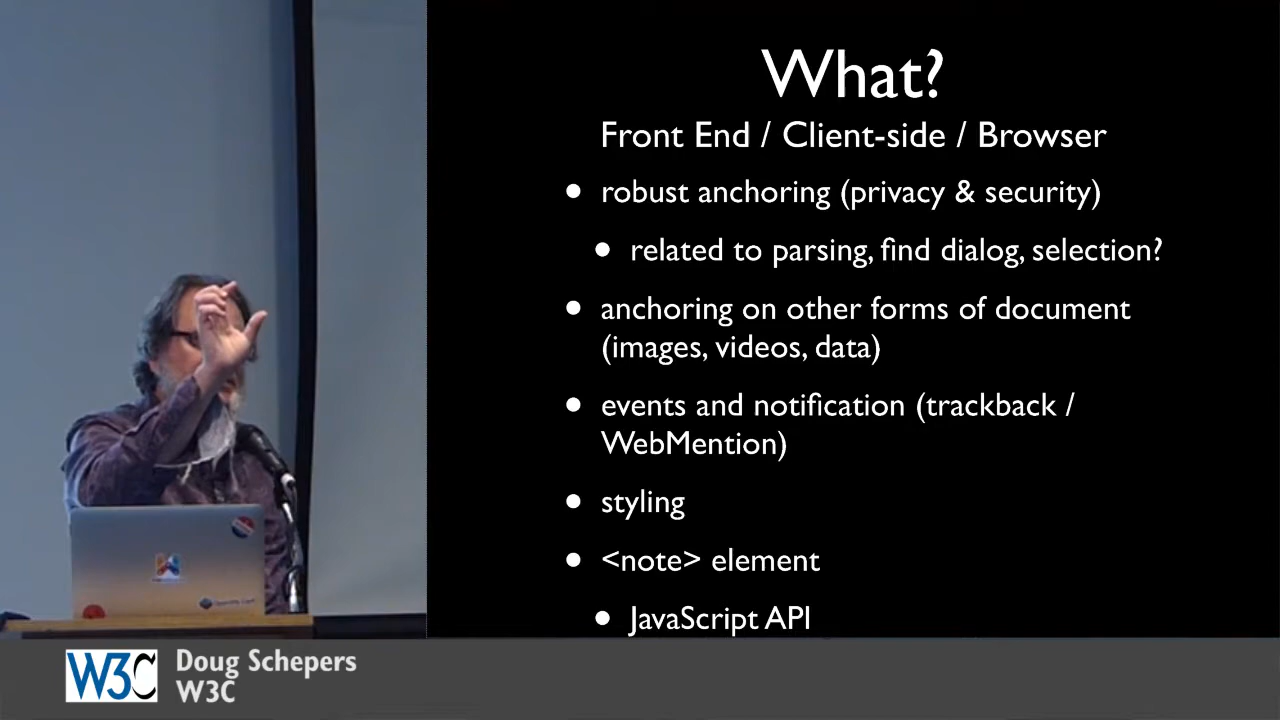 What?
Front End / Client-side / Browser
• robust anchoring (privacy & security)
• related to parsing, find dialog, selection?
• anchoring on other forms of document
(images, videos, data)
• events and notification (trackback /
WebMention)
• styling
• <note> element
• JavaScript API
W3C
Doug Schepers
W3C